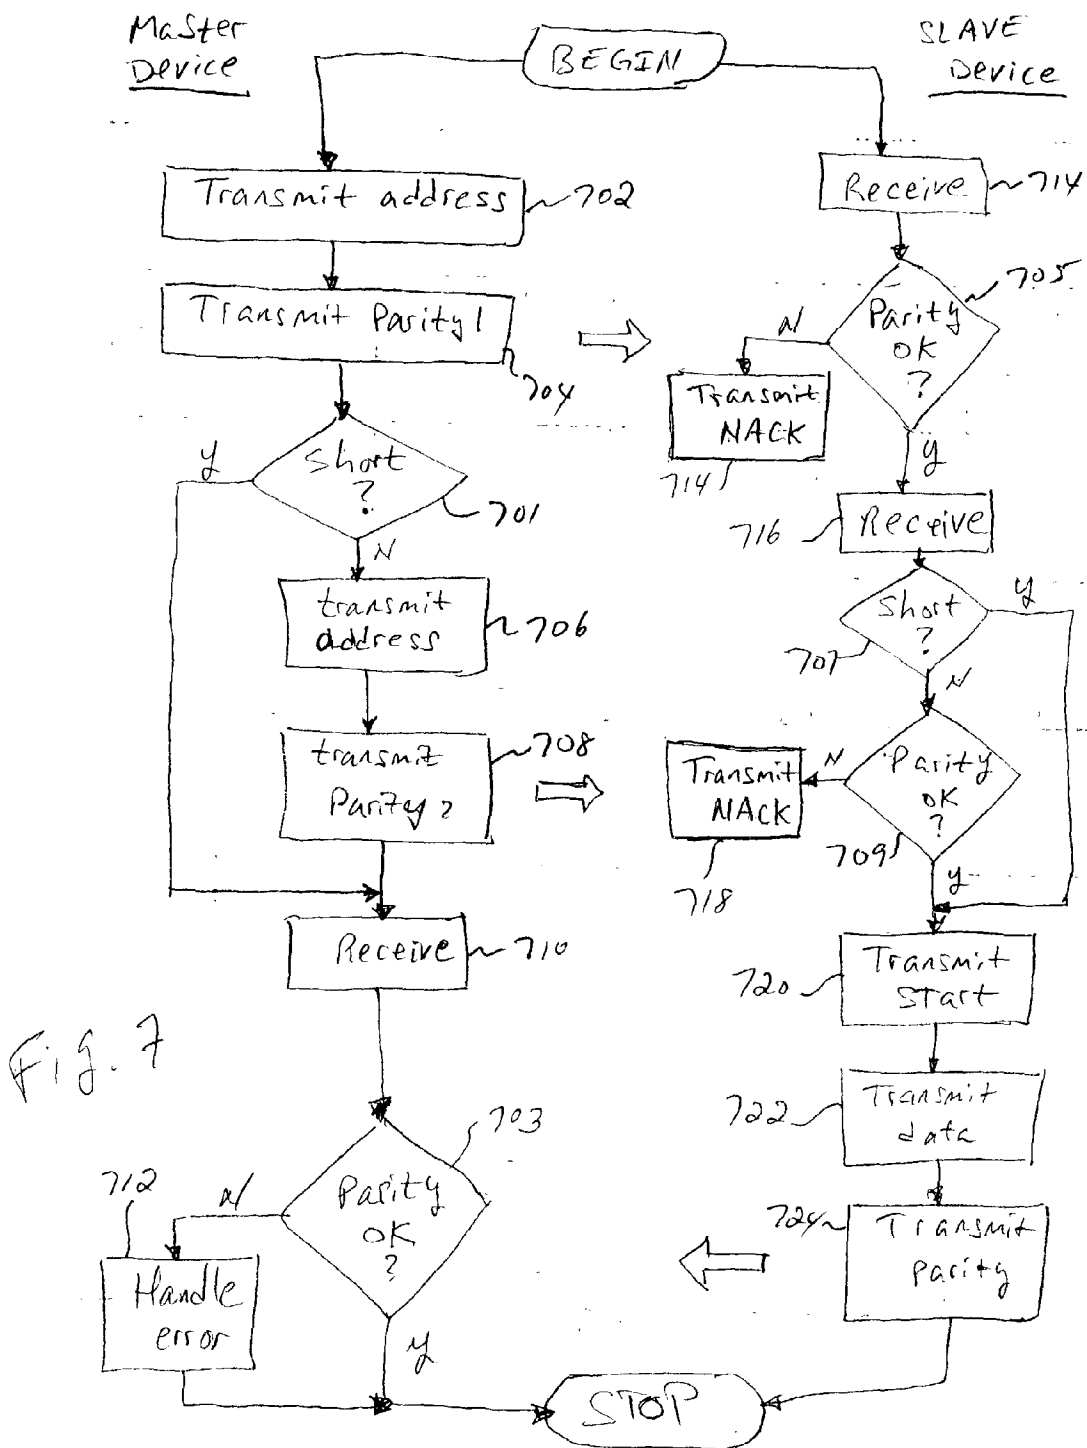 Master
Device
BEGIN
SLAVE
Device
Transmit address
702
Receive
714
Transmit Parity 1
704
705
Parity
OK
?
N
Transmit
NACK
714
y
Short
?
y
701
N
716
Receive
transmit
address
706
Short
?
y
707
N
transmit
Parity 2
708
Transmit
NACK
718
N
Parity
OK
?
709
y
Receive
710
720
Transmit
START
Fig. 7
722
Transmit
data
703
Parity
OK
?
712
N
Handle
error
y
724
Transmit
parity
STOP